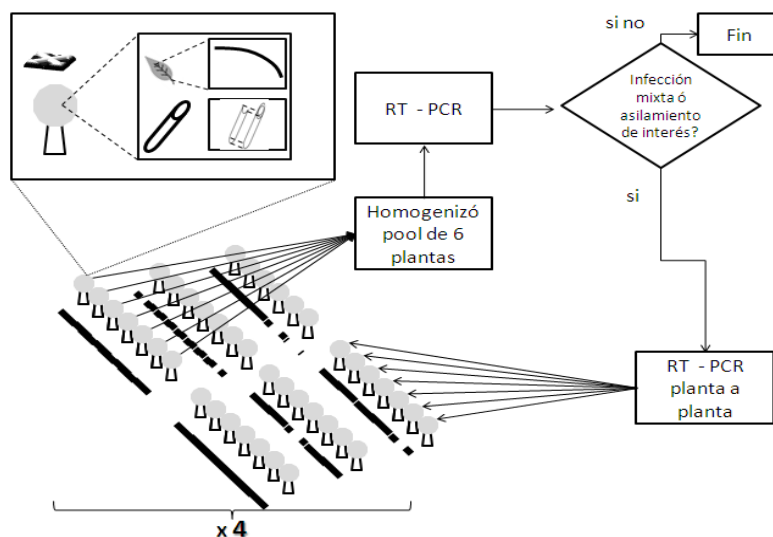 si no
Fin
RT - PCR
Infección
mixta ó
asilamiento
de interés?
si
Homogenizó
pool de 6
plantas
RT - PCR
planta a
planta
x 4